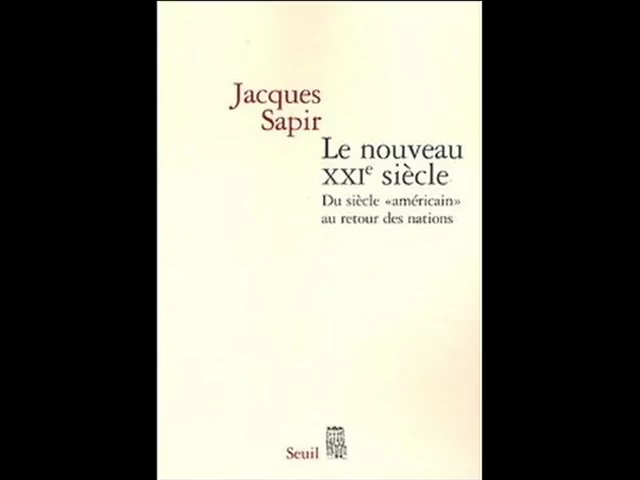 Jacques
Sapir
Le nouveau
XXIe siècle
Du siècle «américain»
au retour des nations
Seuil